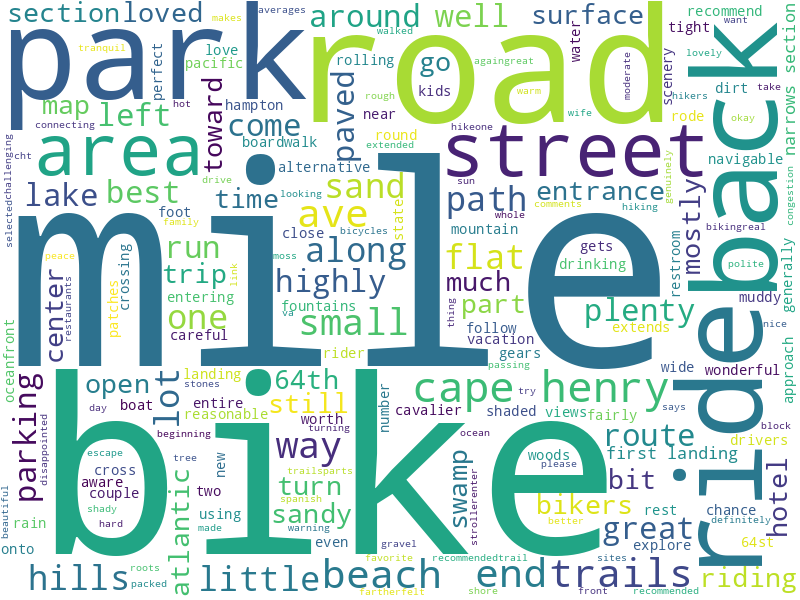 section loved around well surface recommend
averages makes tranquil walked tight want
park road love pacific perfect rolling go kids water scenery moderate lovely
map left toward hampton near paved againgreat warm dirt take hikers
connecting hot come boardwalk round rough extended wife rode okay narrows section
area street hikeone navigable
cht drive alternative looking sun genuinely
selectedchallenging lake best time sand path entrance mostly back
foot family state whole comments hiking
mile ave close bicycles mountain gets bikingreal congestion
peace run crossing along flat drinking restroom polite generally
center restaurants trip link moss highly much
patches entering fountains va part plenty muddy nice
one careful small thing follow vacation extends
oceanfront rider gears wide wonderful approach
landing passing
parking open lot stones 64th cape henry shaded try views says block
day boat entire reasonable still worth number cavalier fairly route drivers
disappointed beginning turning ocean
escape cross tree way woods first landing
aware new trailsparts please bit chance hotel
beautiful couple two turn swamp bikers definitely
shady spanish strollerenter better
rain hard using sandy warning great rest 64st
onto atlantic made even gravel explore
bike ride
roots favorite recommendedtrail sites
hills packed little beach end trails riding
fartherfelt shore front recommended